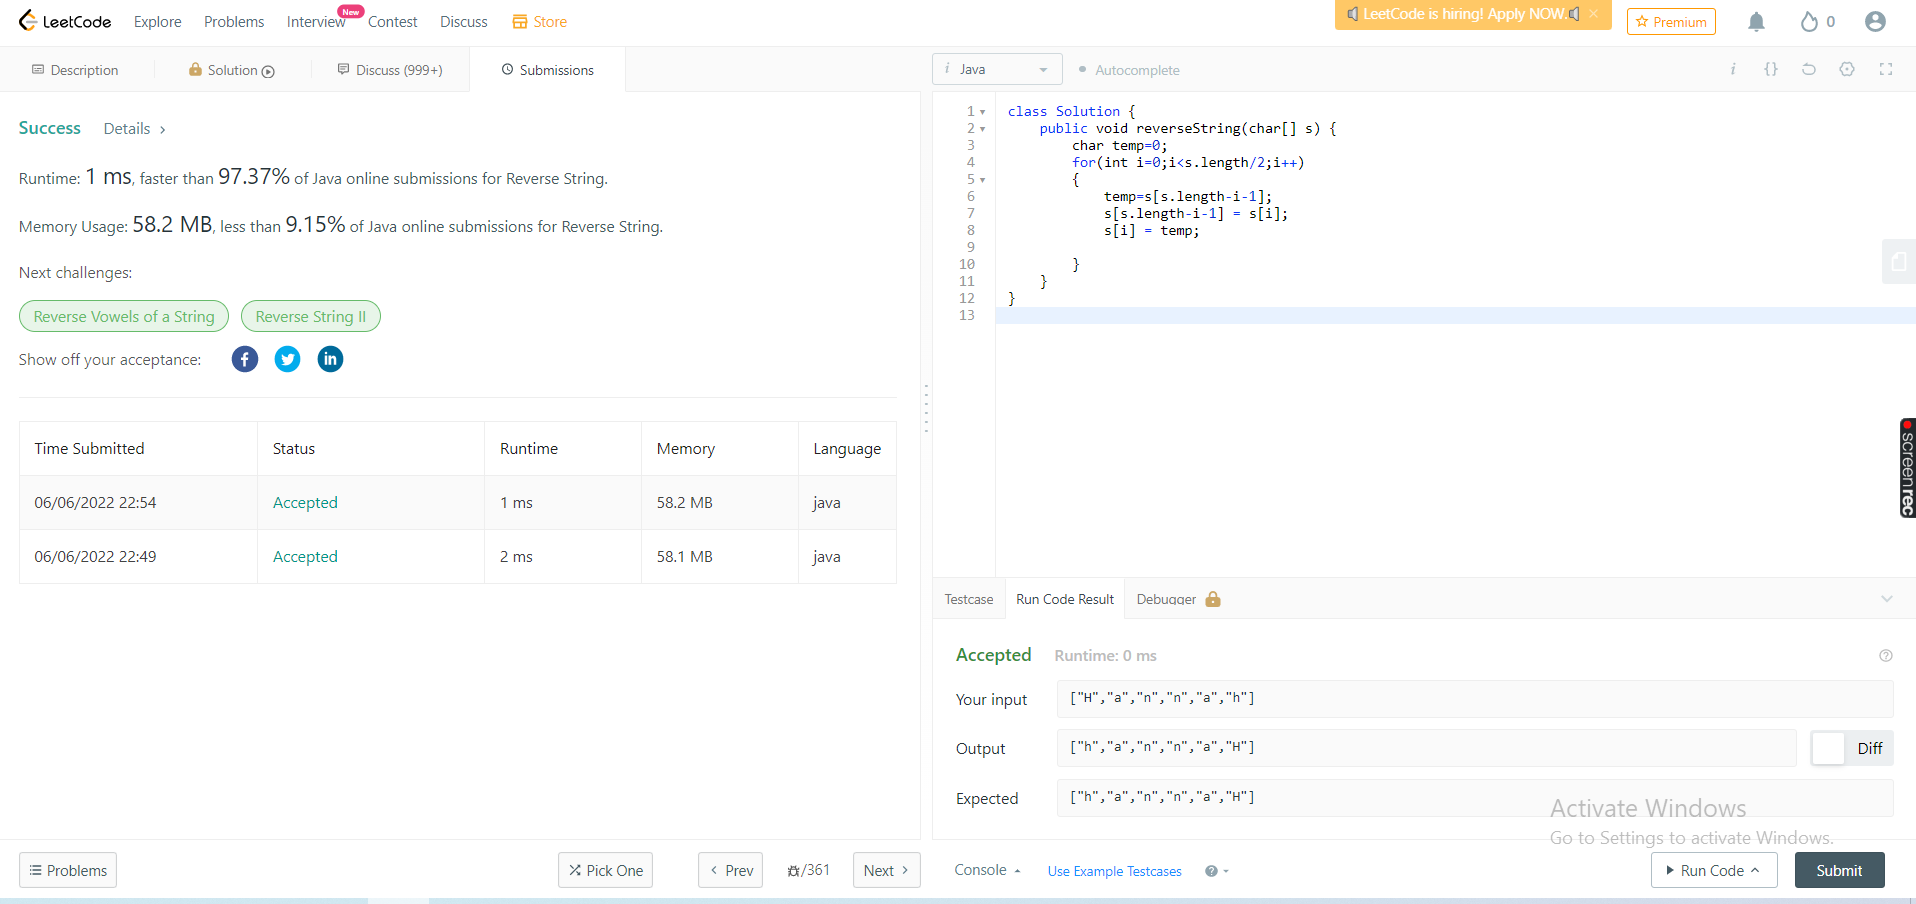 LeetCode Explore Problems Interview New Contest Discuss Store LeetCode is hiring! Apply NOW. × Premium 0
Description Solution Discuss (999+) Submissions
i Java Autocomplete i {}
Success Details >
Runtime: 1 ms, faster than 97.37% of Java online submissions for Reverse String.
Memory Usage: 58.2 MB, less than 9.15% of Java online submissions for Reverse String.
Next challenges:
Reverse Vowels of a String Reverse String II
Show off your acceptance: f in
Time Submitted Status Runtime Memory Language
06/06/2022 22:54 Accepted 1 ms 58.2 MB java
06/06/2022 22:49 Accepted 2 ms 58.1 MB java
1 class Solution {
2 public void reverseString(char[] s) {
3 char temp=0;
4 for(int i=0;i<s.length/2;i++)
5 {
6 temp=s[s.length-i-1];
7 s[s.length-i-1] = s[i];
8 s[i] = temp;
9
10 }
11 }
12 }
13
screenrec
Testcase Run Code Result Debugger
Accepted Runtime: 0 ms
Your input ["H","a","n","n","a","h"]
Output ["h","a","n","n","a","H"] Diff
Expected ["h","a","n","n","a","H"]
Activate Windows
Go to Settings to activate Windows.
Problems Pick One < Prev /361 Next > Console Use Example Testcases ? Run Code Submit